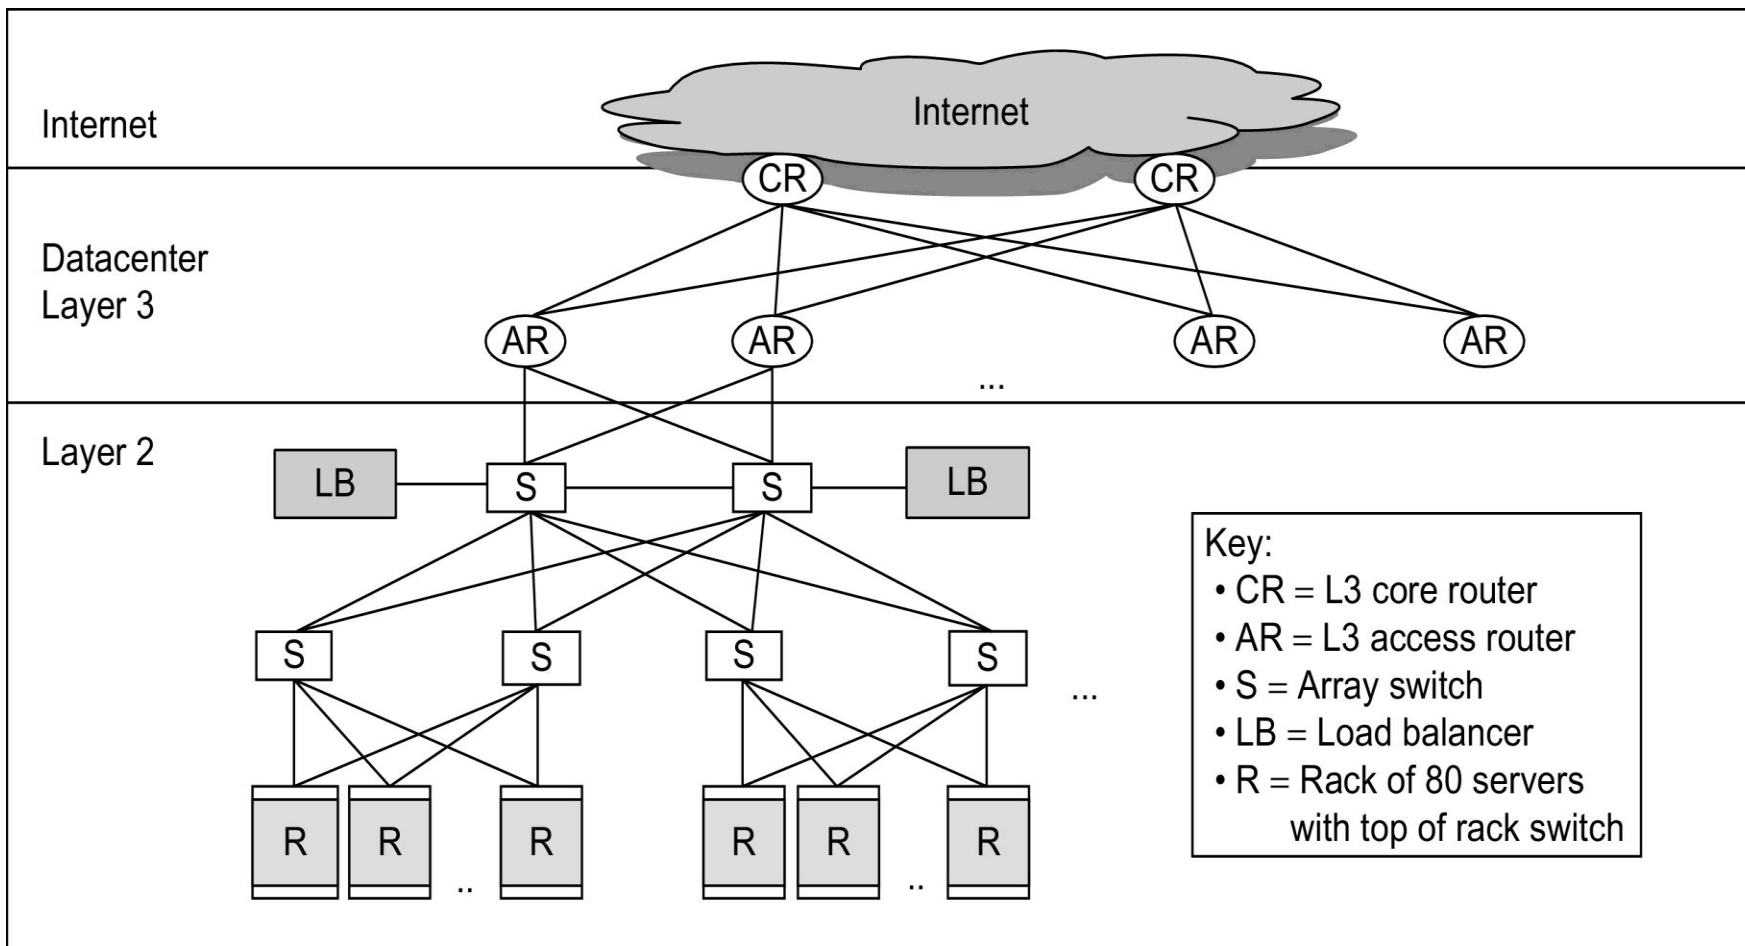 Internet
Internet
CR CR
Datacenter
Layer 3
AR AR AR AR
...
Layer 2
LB S S LB
S S S S
...
R R .. R R R .. R
Key:
• CR = L3 core router
• AR = L3 access router
• S = Array switch
• LB = Load balancer
• R = Rack of 80 servers
with top of rack switch